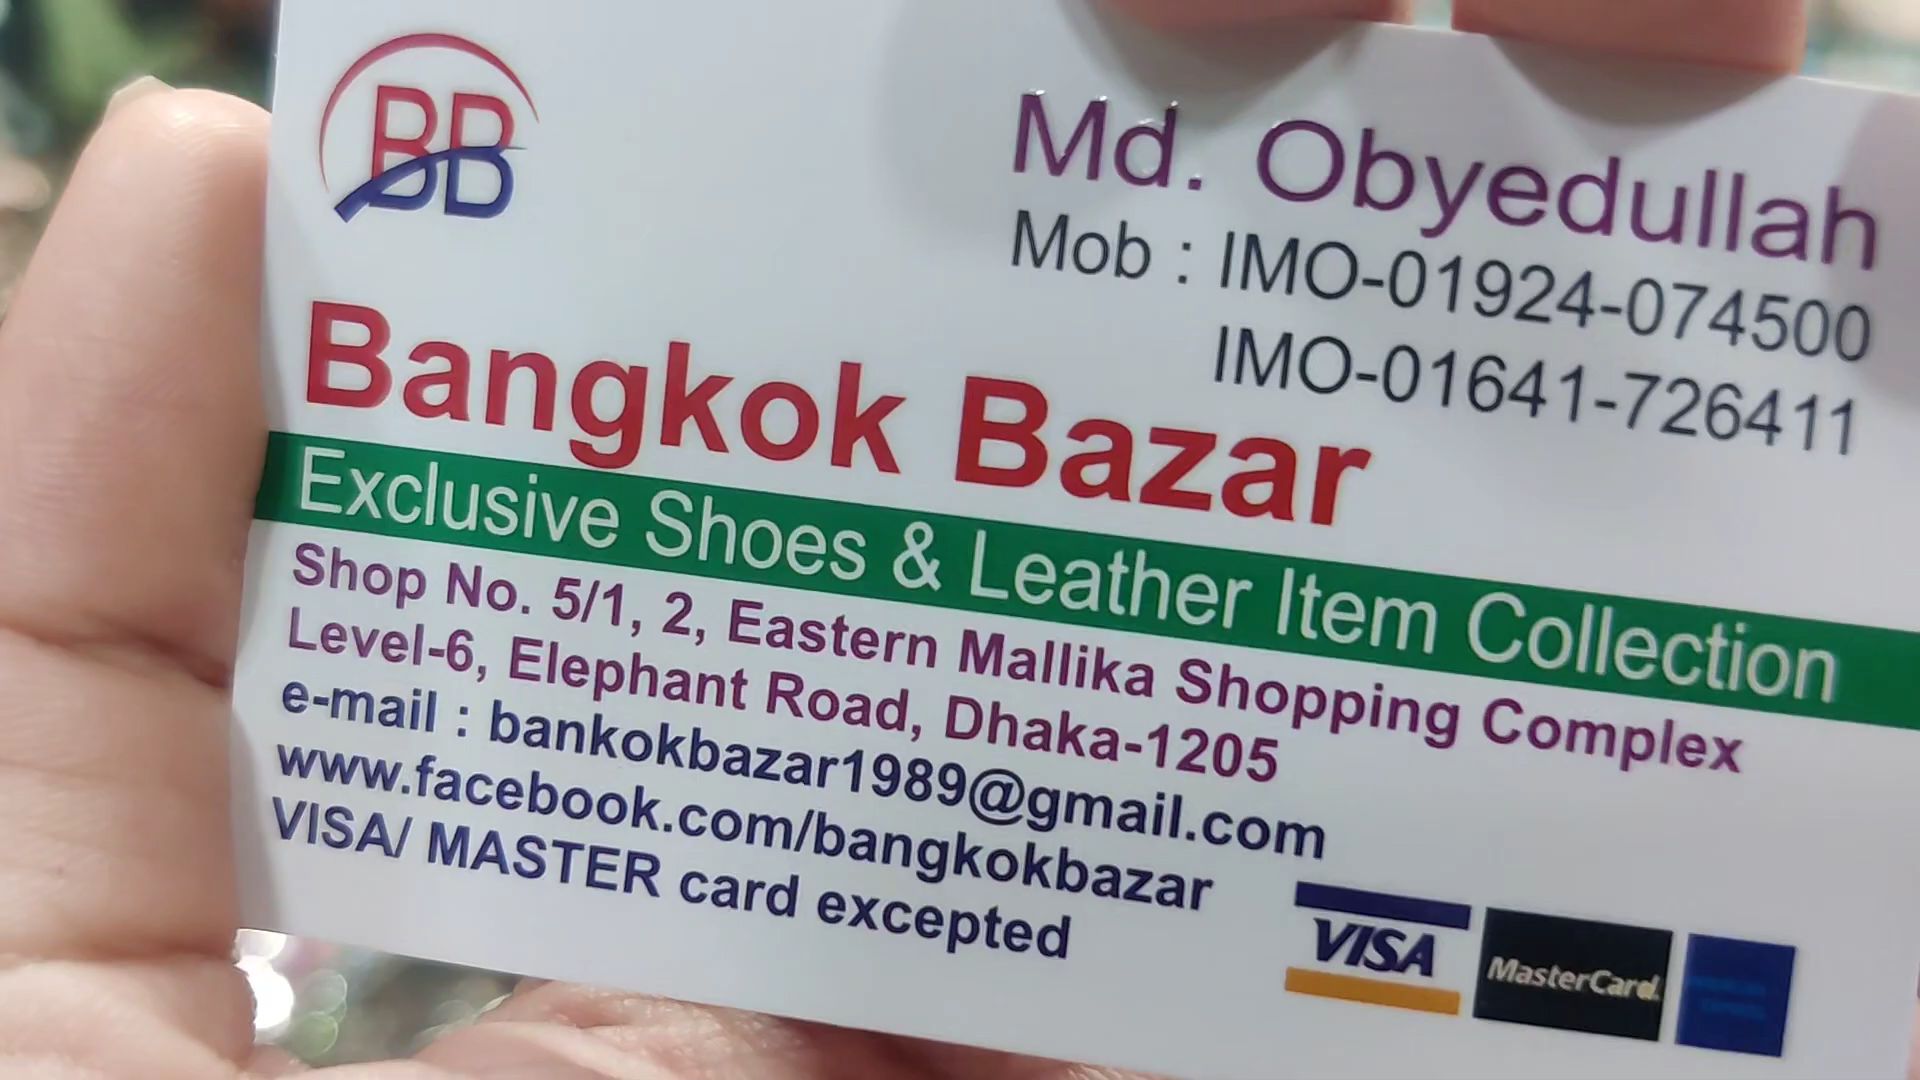 BB
Md. Obyedullah
Mob : IMO-01924-074500
IMO-01641-726411
Bangkok Bazar
Exclusive Shoes & Leather Item Collection
Shop No. 5/1, 2, Eastern Mallika Shopping Complex
Level-6, Elephant Road, Dhaka-1205
e-mail : bankokbazar1989@gmail.com
www.facebook.com/bangkokbazar
VISA/ MASTER card excepted
VISA
MasterCard